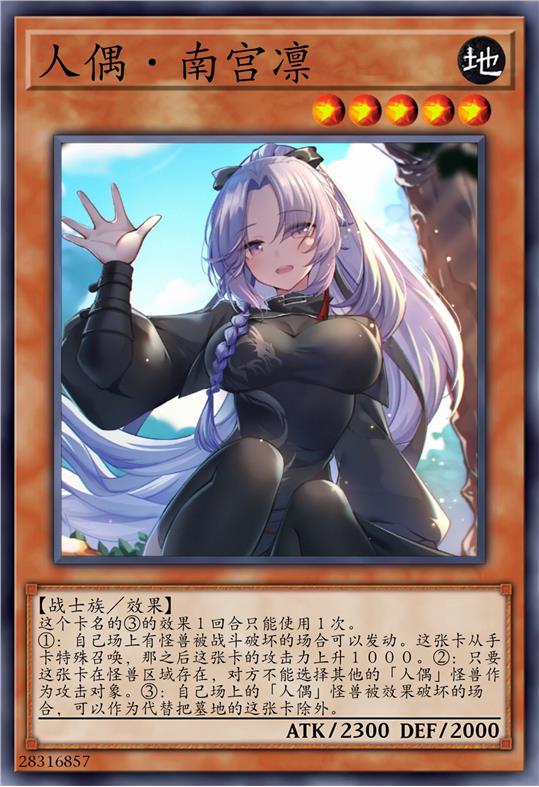 人偶·南宫凛
地
【战士族／效果】
这个卡名的③的效果１回合只能使用１次。
①：自己场上有怪兽被战斗破坏的场合可以发动。这张卡从手
卡特殊召唤，那之后这张卡的攻击力上升１０００。②：只要
这张卡在怪兽区域存在，对方不能选择其他的「人偶」怪兽作
为攻击对象。③：自己场上的「人偶」怪兽被效果破坏的场
合，可以作为代替把墓地的这张卡除外。
ATK/2300 DEF/2000
28316857